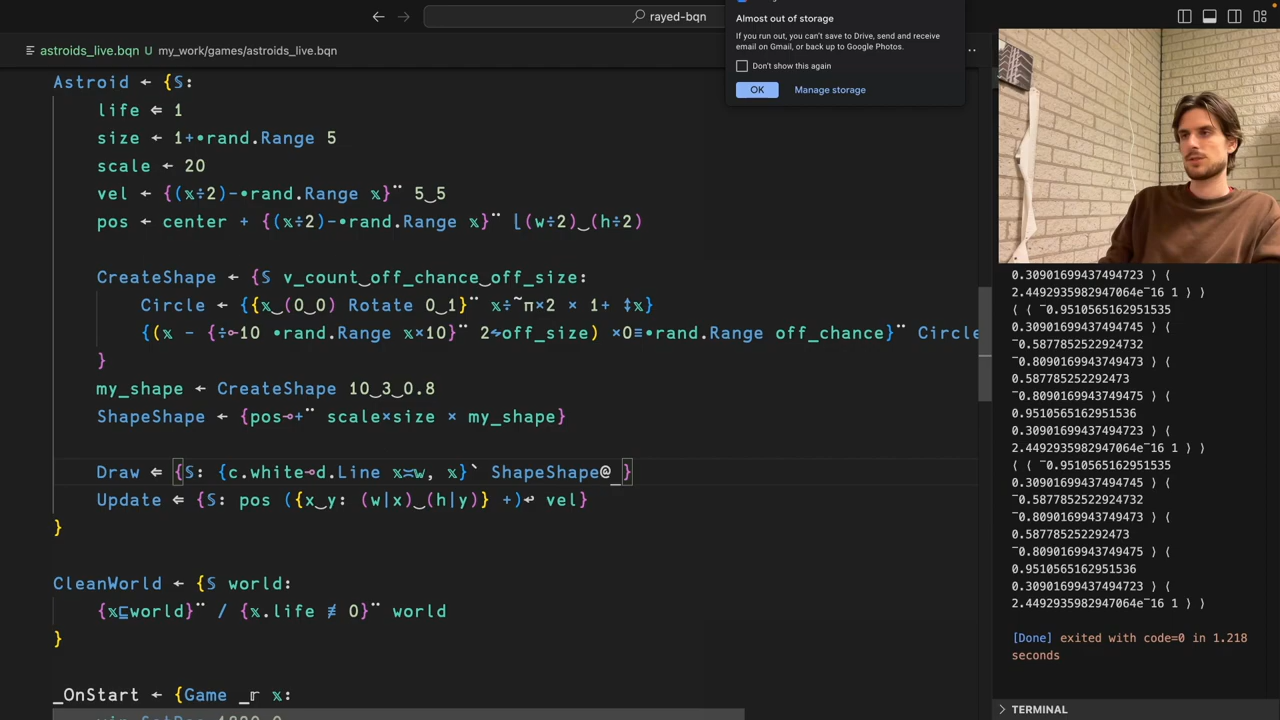 rayed-bqn
Almost out of storage
If you run out, you can't save to Drive, send and receive
email on Gmail, or back up to Google Photos.
Don't show this again
OK Manage storage
astroids_live.bqn U my_work/games/astroids_live.bqn
Astroid ← {𝕊:
life ⇐ 1
size ← 1+•rand.Range 5
scale ← 20
vel ← {(𝕩÷2)-•rand.Range 𝕩}¨ 5‿5
pos ← center + {(𝕩÷2)-•rand.Range 𝕩}¨ ⌊(w÷2)‿(h÷2)
CreateShape ← {𝕊 v_count‿off_chance‿off_size:
Circle ← {{𝕩‿(0‿0) Rotate 0‿1}¨ 𝕩÷˜π×2 × 1+ ↕𝕩}
{(𝕩 - {÷⟜10 •rand.Range 𝕩×10}¨ 2⥊off_size) ×0≡•rand.Range off_chance}¨ Circle
}
my_shape ← CreateShape 10‿3‿0.8
ShapeShape ← {pos⊸+¨ scale×size × my_shape}
Draw ⇐ {𝕊: {c.white⊸d.Line 𝕩≍𝕨, 𝕩}` ShapeShape@_}
Update ⇐ {𝕊: pos ({x‿y: (w|x)‿(h|y)} +)↩ vel}
}
CleanWorld ← {𝕊 world:
{𝕩⊑world}¨ / {𝕩.life ≢ 0}¨ world
}
_OnStart ← {Game _𝕣 𝕩:
0.30901699437494723 ⟩ ⟨
2.4492935982947064e¯16 1 ⟩ ⟩
⟨ ⟨ ¯0.9510565162951535
0.30901699437494745 ⟩ ⟨
¯0.5877852522924732
¯0.8090169943749473 ⟩ ⟨
0.587785252292473
¯0.8090169943749475 ⟩ ⟨
0.9510565162951536
0.30901699437494723 ⟩ ⟨
2.4492935982947064e¯16 1 ⟩ ⟩
⟨ ⟨ ¯0.9510565162951535
0.30901699437494745 ⟩ ⟨
¯0.5877852522924732
¯0.8090169943749473 ⟩ ⟨
0.587785252292473
¯0.8090169943749475 ⟩ ⟨
0.9510565162951536
0.30901699437494723 ⟩ ⟨
2.4492935982947064e¯16 1 ⟩ ⟩
[Done] exited with code=0 in 1.218
seconds
TERMINAL